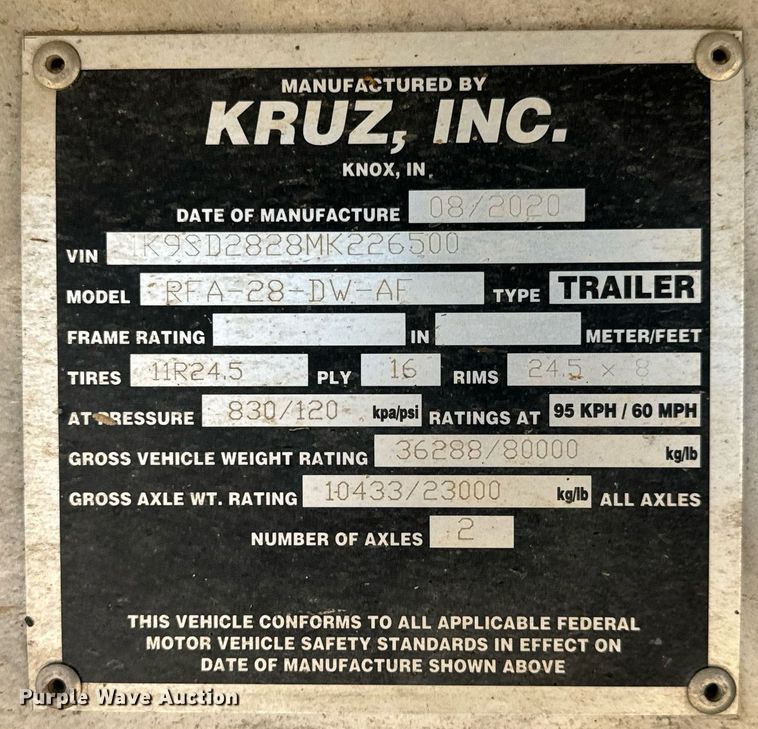 MANUFACTURED BY
KRUZ, INC.
KNOX, IN.
DATE OF MANUFACTURE 08/2020
VIN 1K9SD2828MK226500
MODEL RFA-28-DW-AF TYPE TRAILER
FRAME RATING IN METER/FEET
TIRES 11R24.5 PLY 16 RIMS 24.5 x 8
AT PRESSURE 830/120 kpa/psi RATINGS AT 95 KPH / 60 MPH
GROSS VEHICLE WEIGHT RATING 36288/80000 kg/lb
GROSS AXLE WT. RATING 10433/23000 kg/lb ALL AXLES
NUMBER OF AXLES 2
THIS VEHICLE CONFORMS TO ALL APPLICABLE FEDERAL
MOTOR VEHICLE SAFETY STANDARDS IN EFFECT ON
DATE OF MANUFACTURE SHOWN ABOVE
Purple Wave Auction